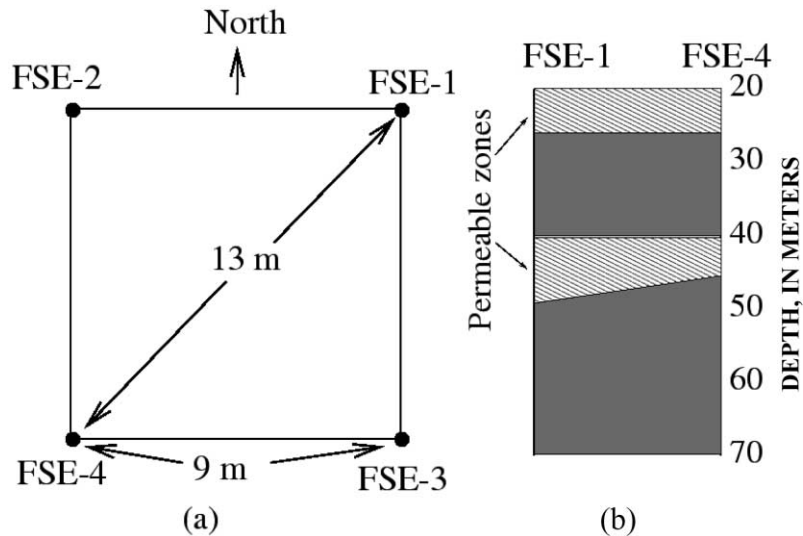 North
FSE-2
FSE-1
13 m
FSE-4
9 m
FSE-3
(a)
FSE-1
FSE-4
Permeable zones
20
30
40
50
60
70
DEPTH, IN METERS
(b)